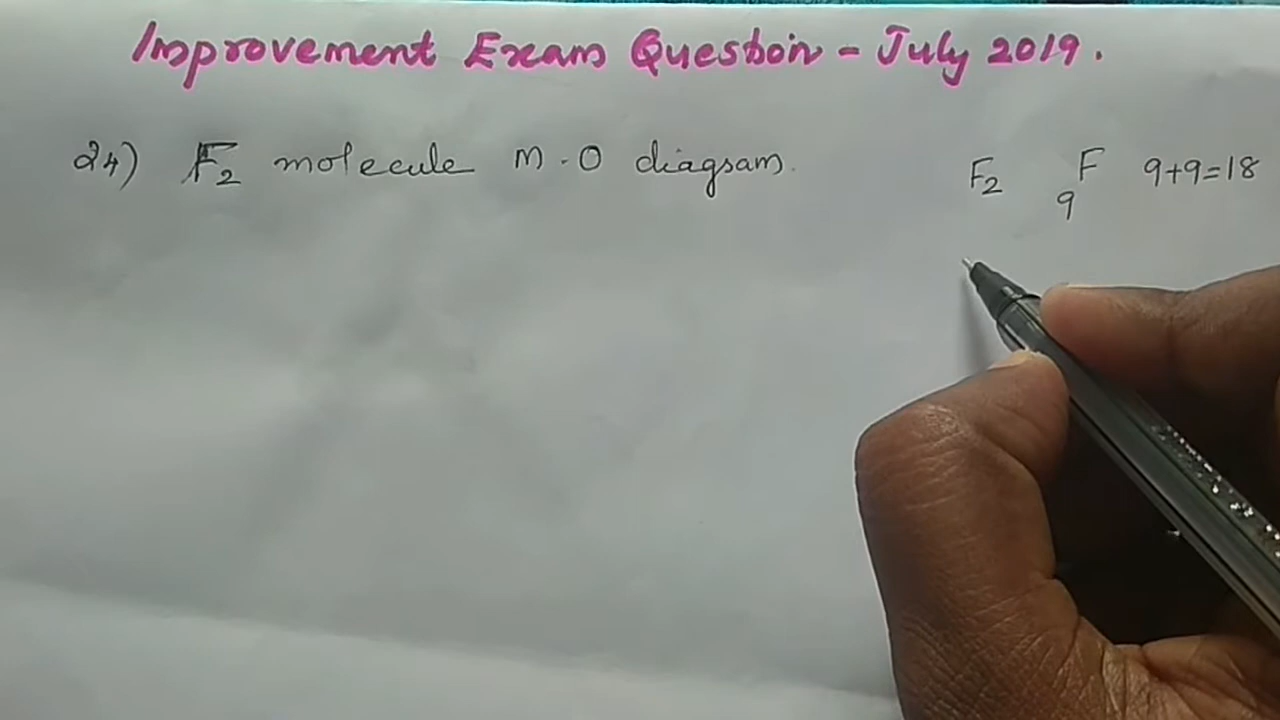 Improvement Exam Question - July 2019.
24) F₂ molecule M.O diagram.
F₂ ₉F 9+9=18